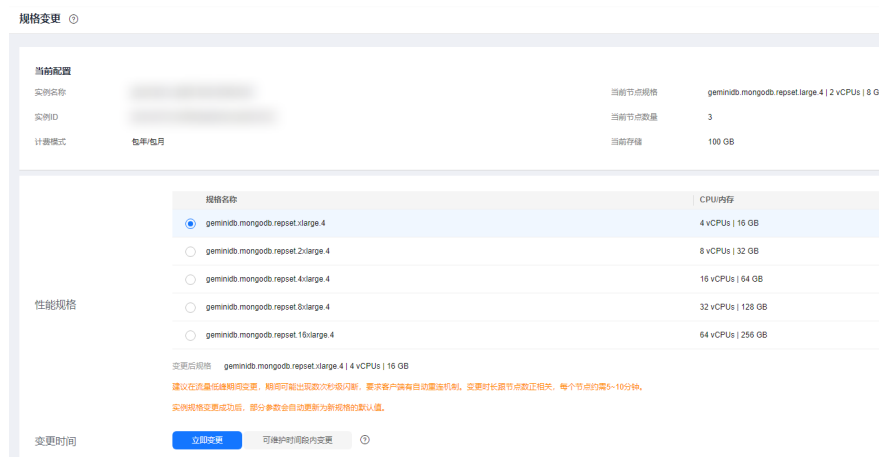 规格变更
当前配置
实例名称
当前节点规格 geminidb.mongodb.repset.large.4 | 2 vCPUs | 8 G
实例ID
当前节点数量 3
计费模式 包年/包月
当前存储 100 GB
规格名称 CPU/内存
geminidb.mongodb.repset.xlarge.4 4 vCPUs | 16 GB
geminidb.mongodb.repset.2xlarge.4 8 vCPUs | 32 GB
geminidb.mongodb.repset.4xlarge.4 16 vCPUs | 64 GB
性能规格
geminidb.mongodb.repset.8xlarge.4 32 vCPUs | 128 GB
geminidb.mongodb.repset.16xlarge.4 64 vCPUs | 256 GB
变更后规格 geminidb.mongodb.repset.xlarge.4 | 4 vCPUs | 16 GB
建议在流量低峰期间变更，期间可能出现数次秒级闪断，要求客户端有自动重连机制。变更时长跟节点数正相关，每个节点约需5~10分钟。
实例规格变更成功后，部分参数会自动更新为新规格的默认值。
变更时间 立即变更 可维护时间段内变更